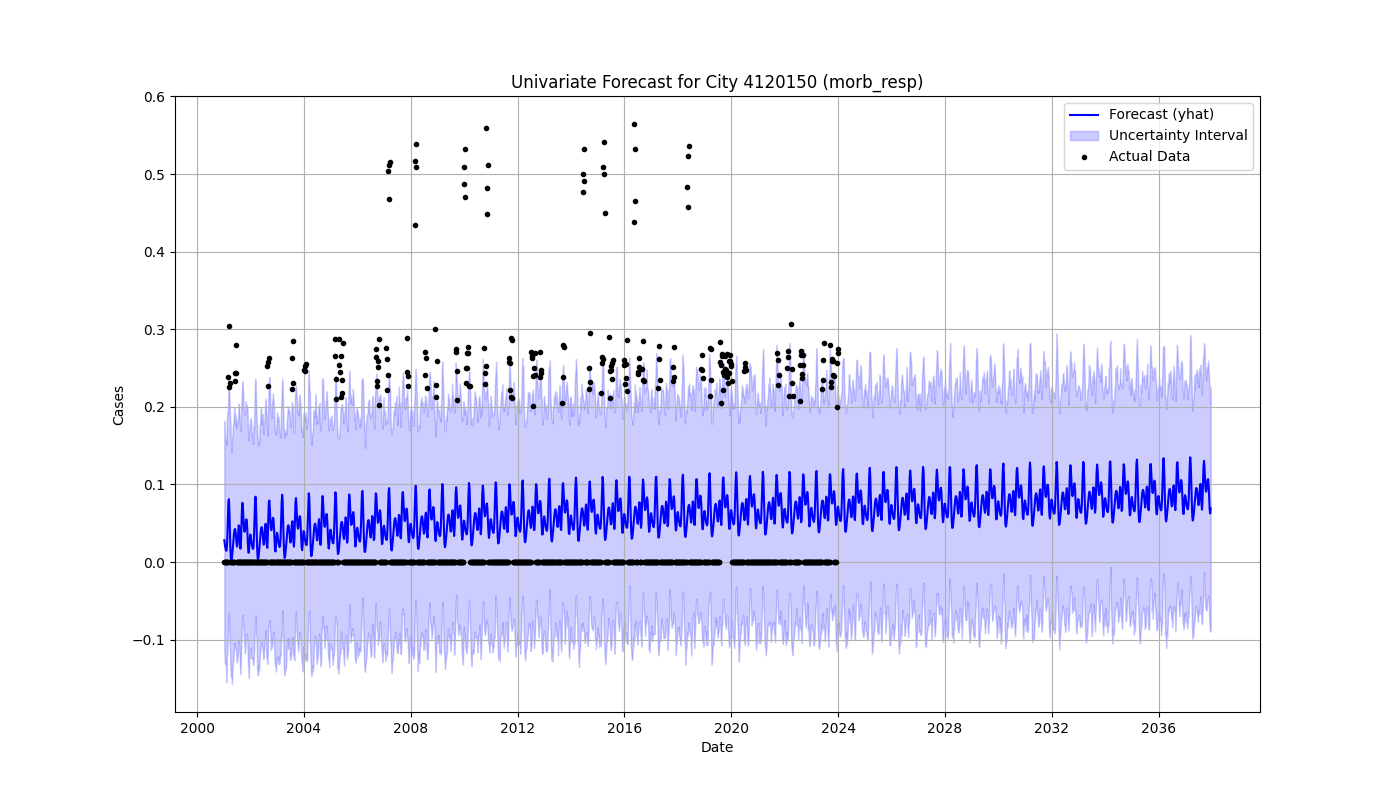 Univariate Forecast for City 4120150 (morb_resp)
Forecast (yhat)
Uncertainty Interval
Actual Data
Cases
0.6
0.5
0.4
0.3
0.2
0.1
0.0
−0.1
2000 2004 2008 2012 2016 2020 2024 2028 2032 2036
Date